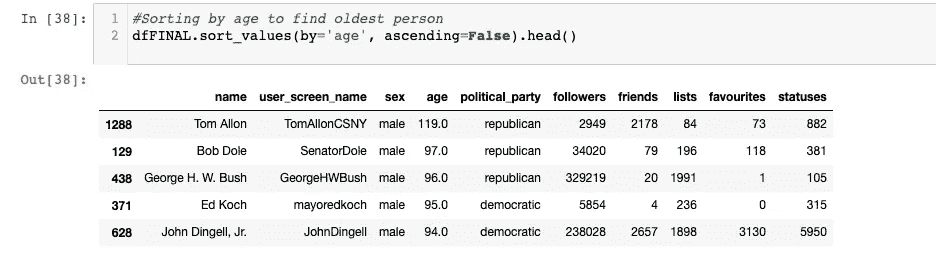 In [38]: 1 #Sorting by age to find oldest person
2 dfFINAL.sort_values(by='age', ascending=False).head()
Out[38]:
name user_screen_name sex age political_party followers friends lists favourites statuses
1288 Tom Allon TomAllonCSNY male 119.0 republican 2949 2178 84 73 882
129 Bob Dole SenatorDole male 97.0 republican 34020 79 196 118 381
438 George H. W. Bush GeorgeHWBush male 96.0 republican 329219 20 1991 1 105
371 Ed Koch mayoredkoch male 95.0 democratic 5854 4 236 0 315
628 John Dingell, Jr. JohnDingell male 94.0 democratic 238028 2657 1898 3130 5950